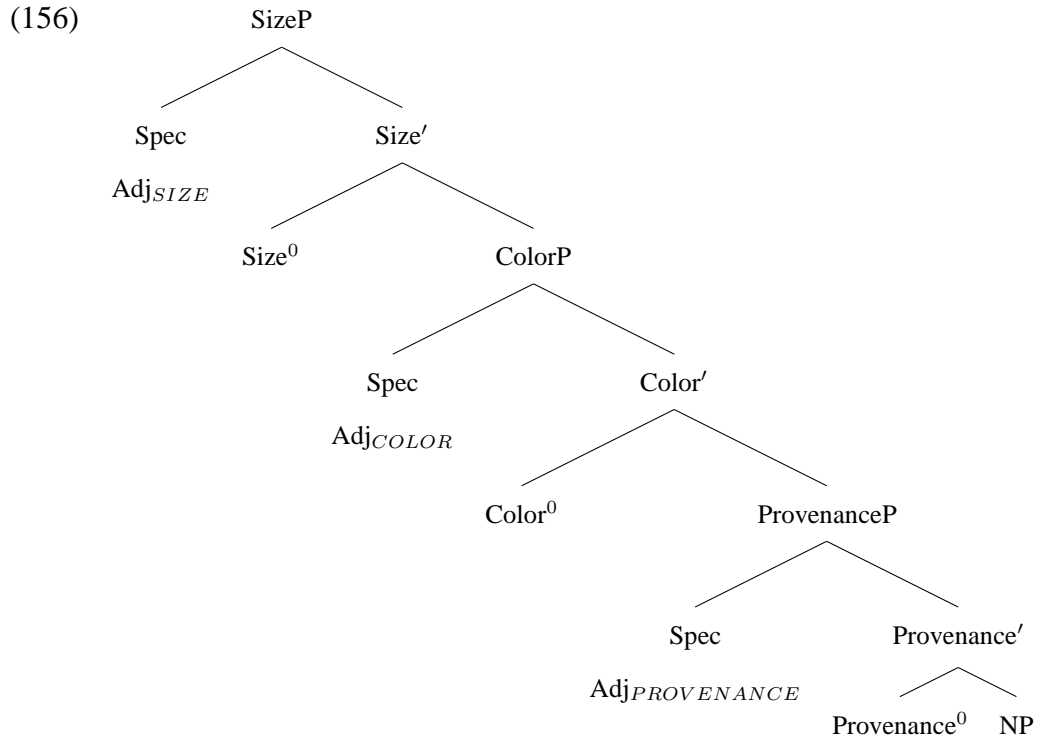 (156) SizeP
Spec Size′
Adj_SIZE
Size⁰ ColorP
Spec Color′
Adj_COLOR
Color⁰ ProvenanceP
Spec Provenance′
Adj_PROVENANCE
Provenance⁰ NP